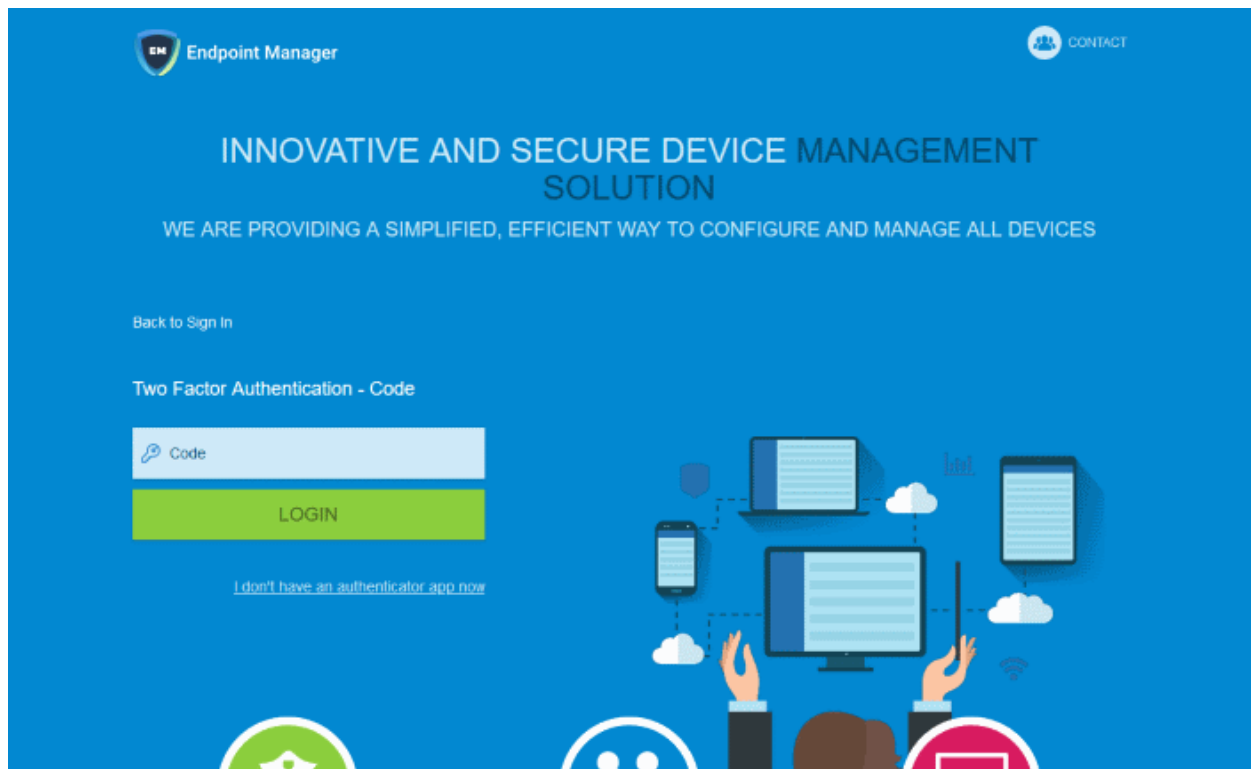 EM
Endpoint Manager
CONTACT
INNOVATIVE AND SECURE DEVICE MANAGEMENT
SOLUTION
WE ARE PROVIDING A SIMPLIFIED, EFFICIENT WAY TO CONFIGURE AND MANAGE ALL DEVICES
Back to Sign In
Two Factor Authentication - Code
Code
LOGIN
I don't have an authenticator app now